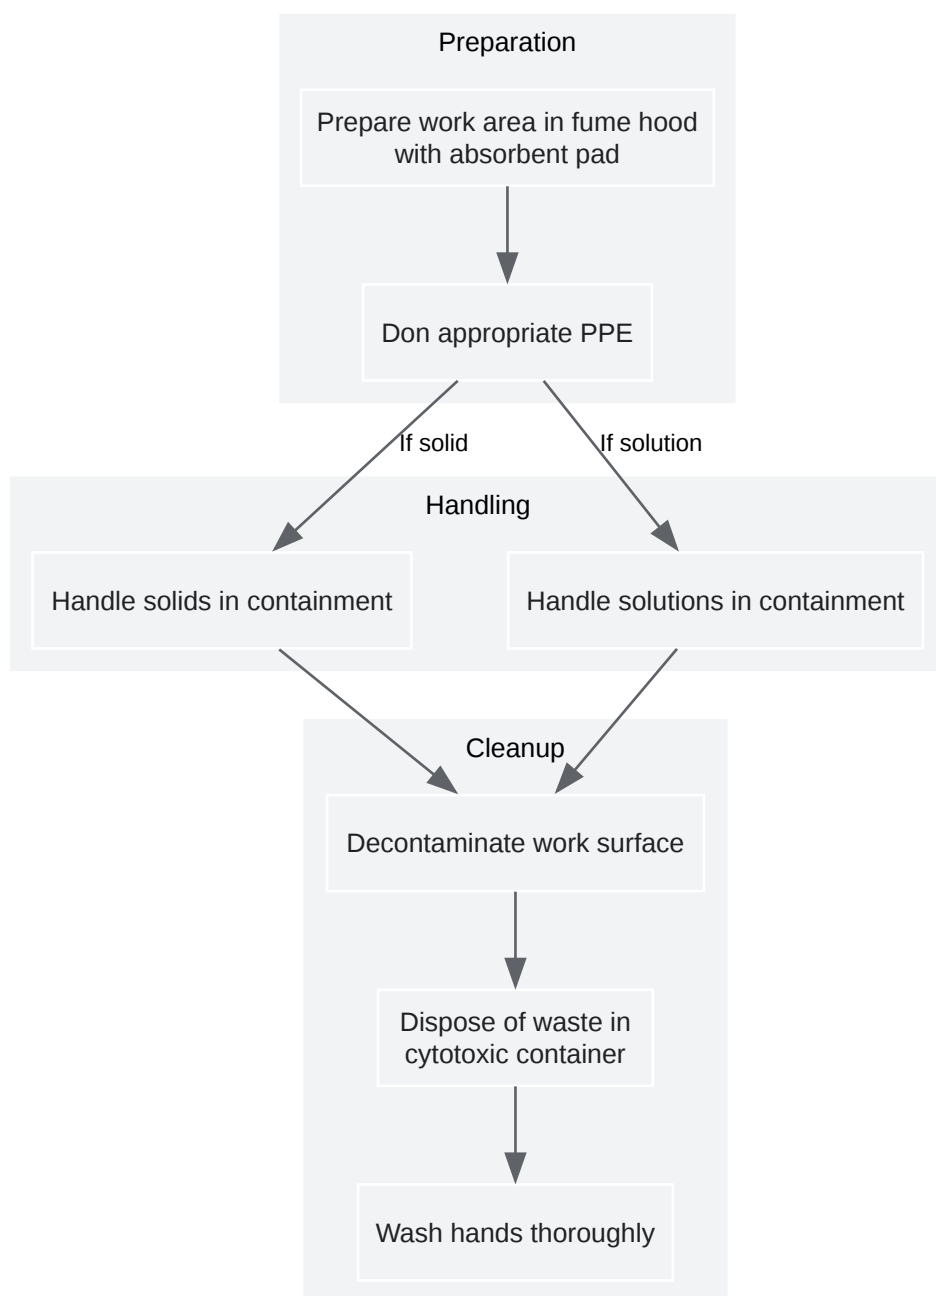 Preparation
Prepare work area in fume hood
with absorbent pad
Don appropriate PPE
If solid
If solution
Handling
Handle solids in containment
Handle solutions in containment
Cleanup
Decontaminate work surface
Dispose of waste in
cytotoxic container
Wash hands thoroughly